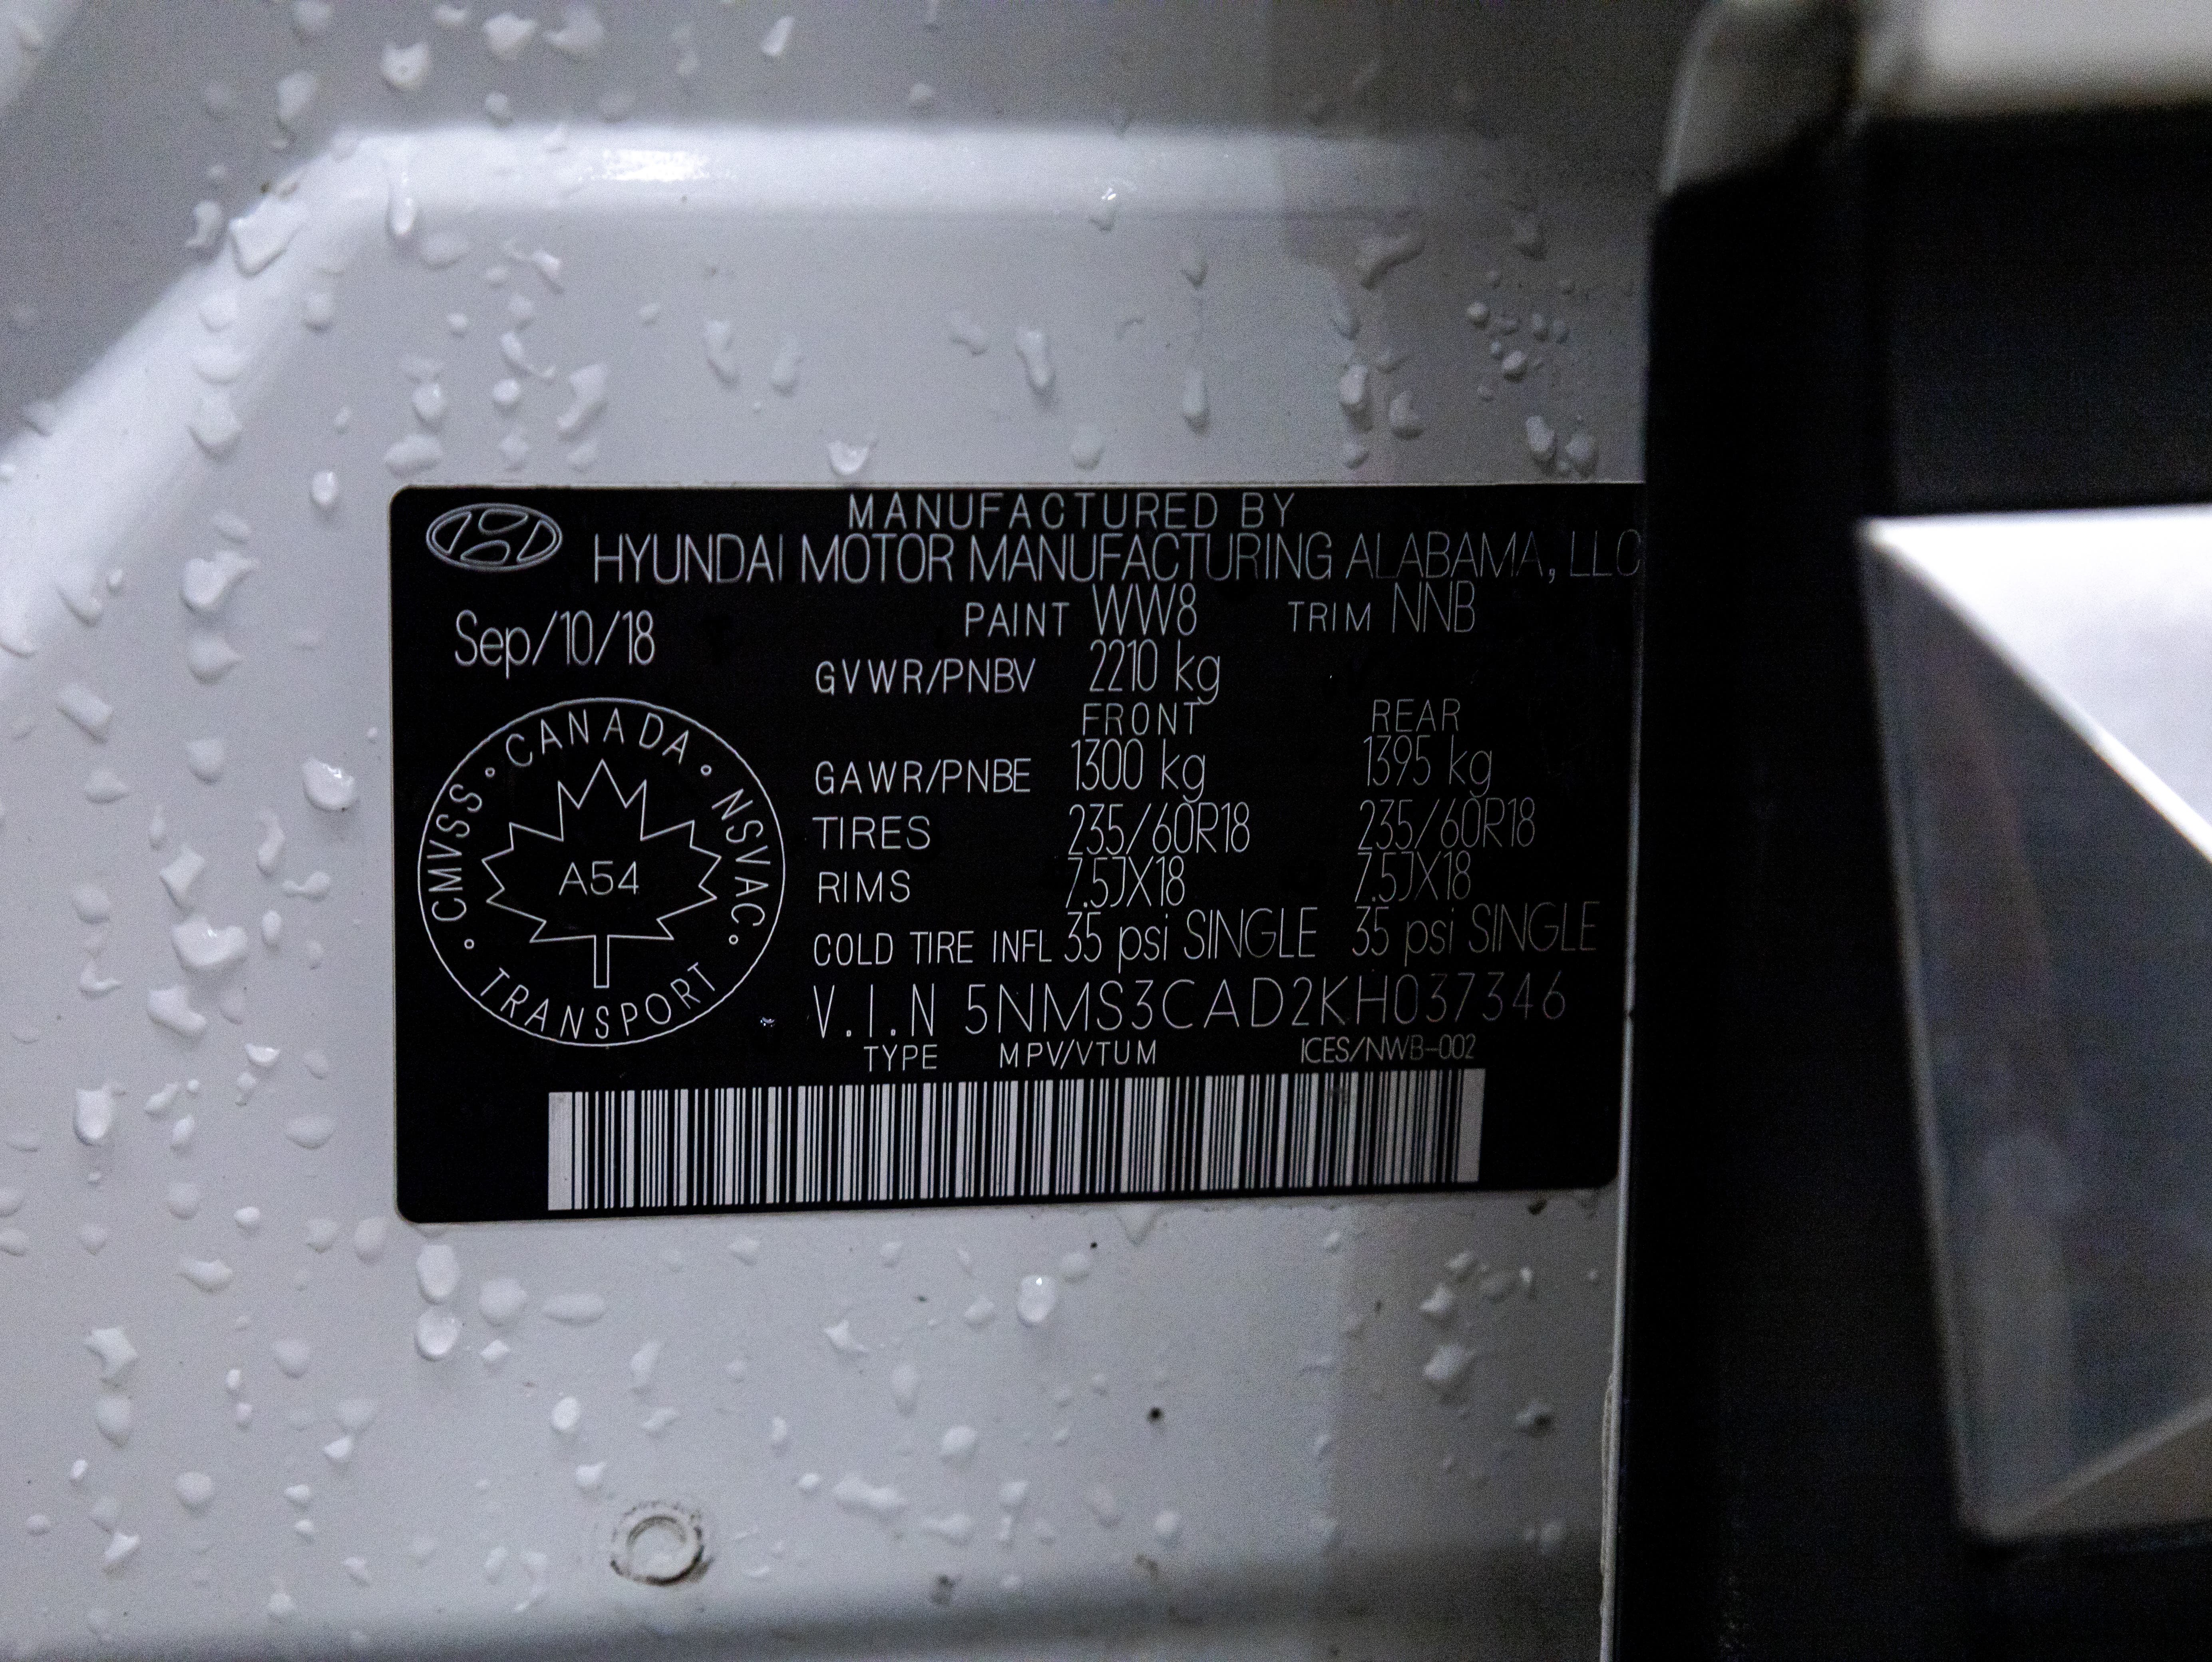 MANUFACTURED BY
HYUNDAI MOTOR MANUFACTURING ALABAMA, LLC
Sep/10/18
PAINT WW8 TRIM NNB
GVWR/PNBV 2210 kg
FRONT REAR
GAWR/PNBE 1300 kg 1395 kg
TIRES 235/60R18 235/60R18
RIMS 7.5JX18 7.5JX18
COLD TIRE INFL 35 psi SINGLE 35 psi SINGLE
V.I.N 5NMS3CAD2KH037346
TYPE MPV/VTUM ICES/NWB-002
CMVSS ° CANADA ° NSVAC ° TRANSPORT °
A54